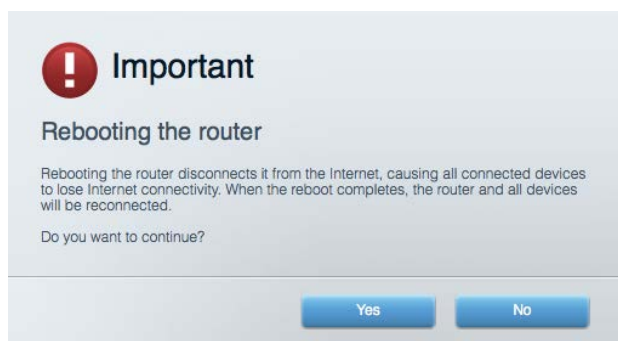 Important
Rebooting the router
Rebooting the router disconnects it from the Internet, causing all connected devices
to lose Internet connectivity. When the reboot completes, the router and all devices
will be reconnected.
Do you want to continue?
Yes
No